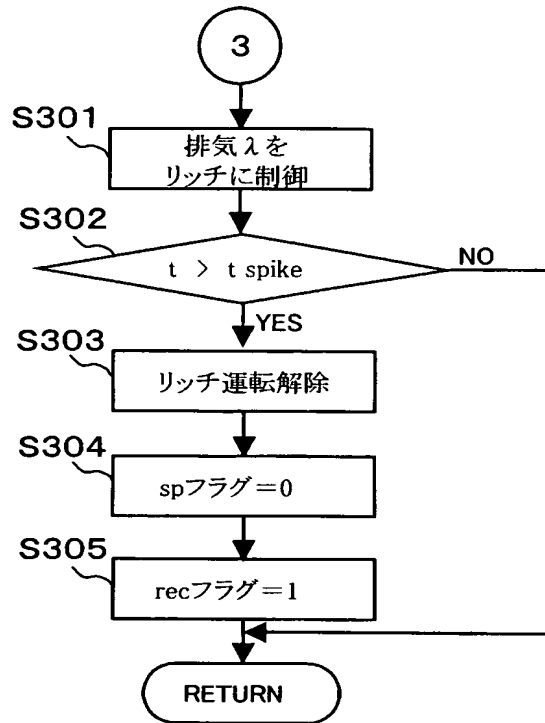 3
S301
排気λを
リッチに制御
S302
t > t spike
NO
YES
S303
リッチ運転解除
S304
spフラグ=0
S305
recフラグ=1
RETURN